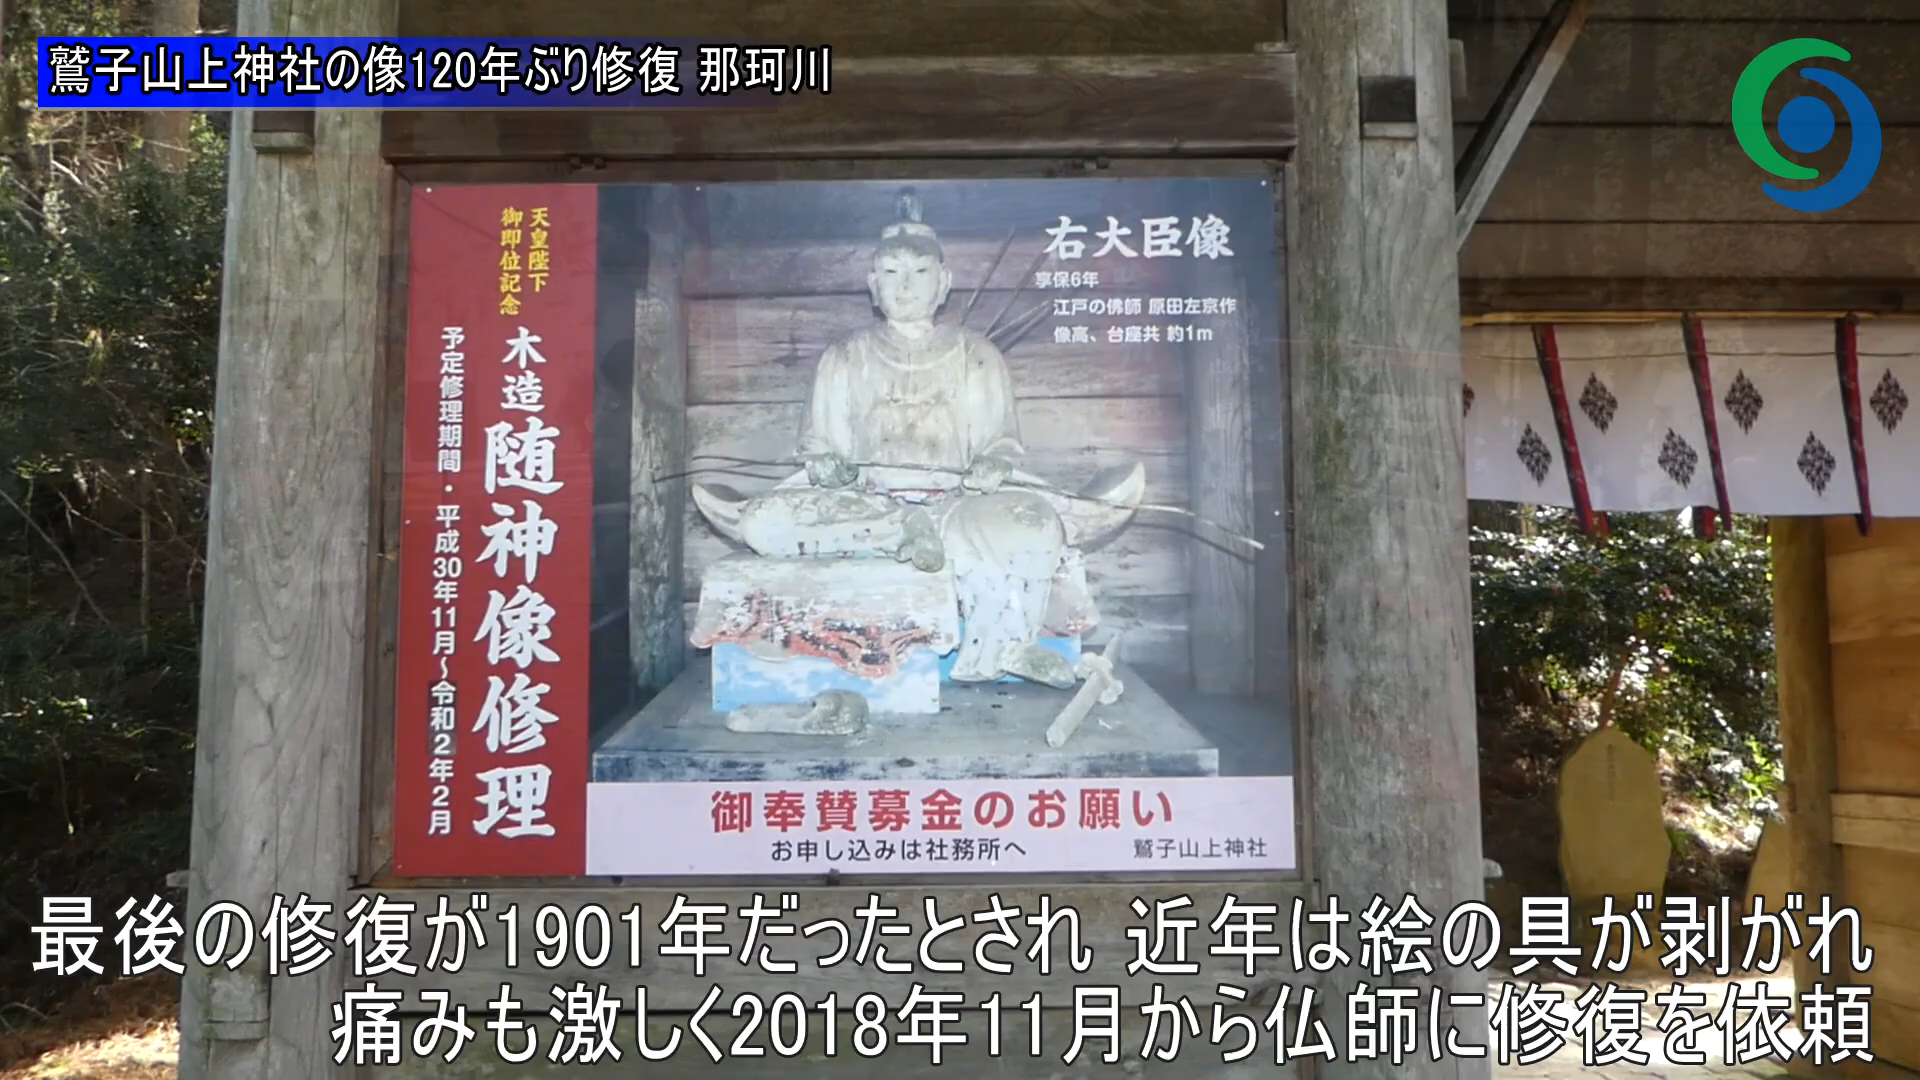 鷲子山上神社の像120年ぶり修復 那珂川
天皇陛下
御即位記念
木造随神像修理
予定修理期間・平成30年11月～令和2年2月
右大臣像
享保6年
江戸の佛師 原田左京作
像高、台座共 約1m
御奉賛募金のお願い
お申し込みは社務所へ
鷲子山上神社
最後の修復が1901年だったとされ 近年は絵の具が剥がれ
痛みも激しく2018年11月から仏師に修復を依頼